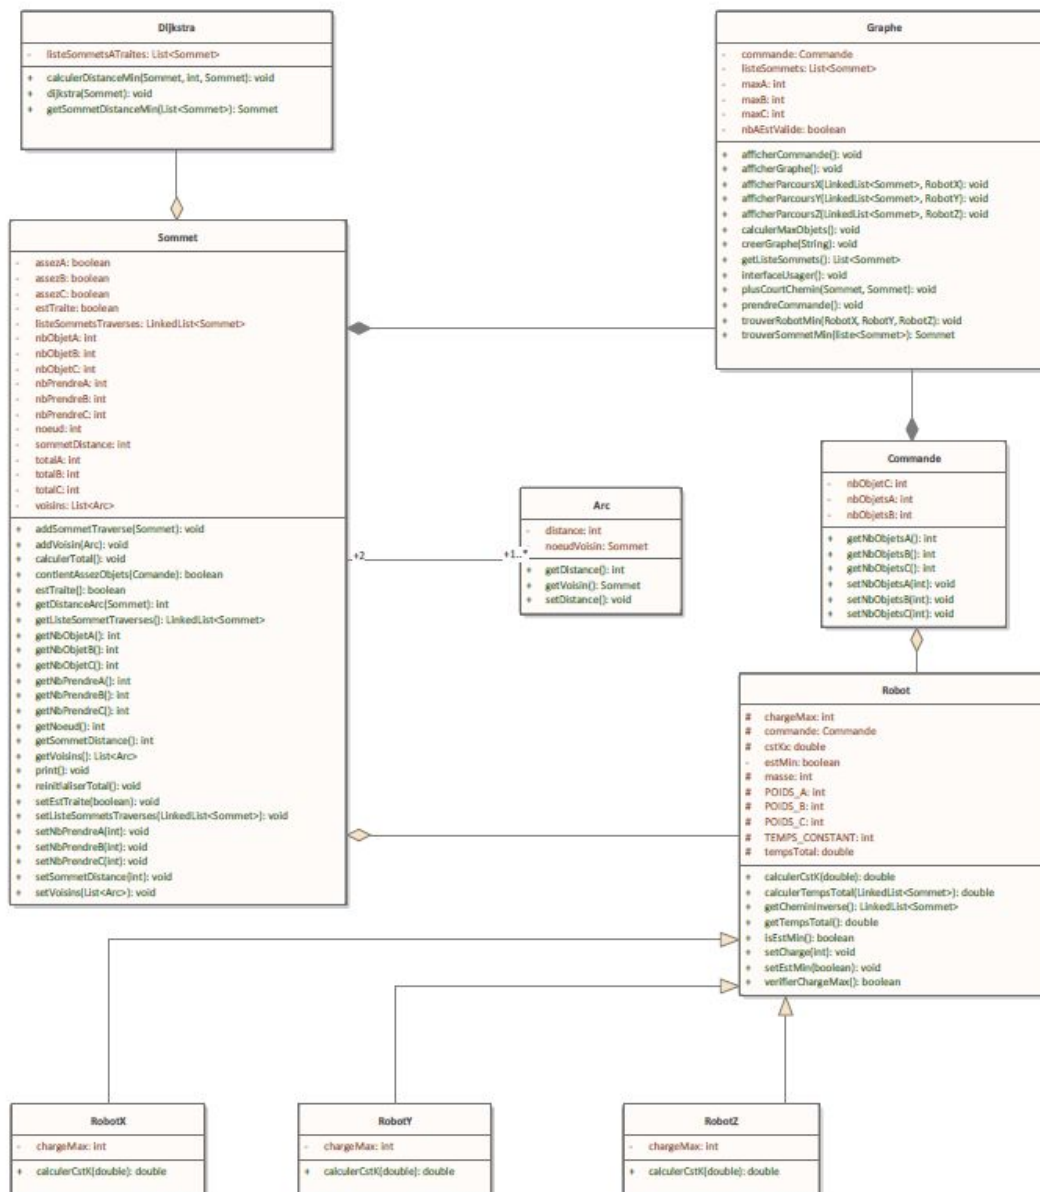 Dijkstra
- listeSommetsATraites: List<Sommet>
+ calculerDistanceMin(Sommet, int, Sommet): void
+ dijkstra(Sommet): void
+ getSommetDistanceMin(List<Sommet>): Sommet
Graphe
- commande: Commande
- listeSommets: List<Sommet>
- maxA: int
- maxB: int
- maxC: int
- nbAEstValide: boolean
+ afficherCommande(): void
+ afficherGraphe(): void
+ afficherParcoursX(LinkedList<Sommet>, RobotX): void
+ afficherParcoursY(LinkedList<Sommet>, RobotY): void
+ afficherParcoursZ(LinkedList<Sommet>, RobotZ): void
+ calculerMaxObjets(): void
+ creerGraphe(String): void
+ getListeSommets(): List<Sommet>
+ interfaceUsager(): void
+ plusCourtChemin(Sommet, Sommet): void
+ prendreCommande(): void
+ trouverRobotMin(RobotX, RobotY, RobotZ): void
+ trouverSommetMin(liste<Sommet>): Sommet
Sommet
- assezA: boolean
- assezB: boolean
- assezC: boolean
- estTraite: boolean
- listeSommetsTraverses: LinkedList<Sommet>
- nbObjetA: int
- nbObjetB: int
- nbObjetC: int
- nbPrendreA: int
- nbPrendreB: int
- nbPrendreC: int
- noeud: int
- sommetDistance: int
- totalA: int
- totalB: int
- totalC: int
- voisins: List<Arc>
+ addSommetTraverse(Sommet): void
+ addVoisin(Arc): void
+ calculerTotal(): void
+ contientAssezObjets(Comande): boolean
+ estTraite(): boolean
+ getDistanceArc(Sommet): int
+ getListeSommetTraverses(): LinkedList<Sommet>
+ getNbObjetA(): int
+ getNbObjetB(): int
+ getNbObjetC(): int
+ getNbPrendreA(): int
+ getNbPrendreB(): int
+ getNbPrendreC(): int
+ getNoeud(): int
+ getSommetDistance(): int
+ getVoisins(): List<Arc>
+ print(): void
+ reinitialiserTotal(): void
+ setEstTraite(boolean): void
+ setListeSommetsTraverses(LinkedList<Sommet>): void
+ setNbPrendreA(int): void
+ setNbPrendreB(int): void
+ setNbPrendreC(int): void
+ setSommetDistance(int): void
+ setVoisins(List<Arc>): void
+2
+1..*
Arc
- distance: int
- noeudVoisin: Sommet
+ getDistance(): int
+ getVoisin(): Sommet
+ setDistance(): void
Commande
- nbObjetC: int
- nbObjetsA: int
- nbObjetsB: int
+ getNbObjetsA(): int
+ getNbObjetsB(): int
+ getNbObjetsC(): int
+ setNbObjetsA(int): void
+ setNbObjetsB(int): void
+ setNbObjetsC(int): void
Robot
# chargeMax: int
# commande: Commande
# cstKx: double
- estMin: boolean
# masse: int
# POIDS_A: int
# POIDS_B: int
# POIDS_C: int
# TEMPS_CONSTANT: int
# tempsTotal: double
+ calculerCstK(double): double
+ calculerTempsTotal(LinkedList<Sommet>): double
+ getCheminInverse(): LinkedList<Sommet>
+ getTempsTotal(): double
+ isEstMin(): boolean
+ setCharge(int): void
+ setEstMin(boolean): void
+ verifierChargeMax(): boolean
RobotX
- chargeMax: int
+ calculerCstK(double): double
RobotY
- chargeMax: int
+ calculerCstK(double): double
RobotZ
- chargeMax: int
+ calculerCstK(double): double